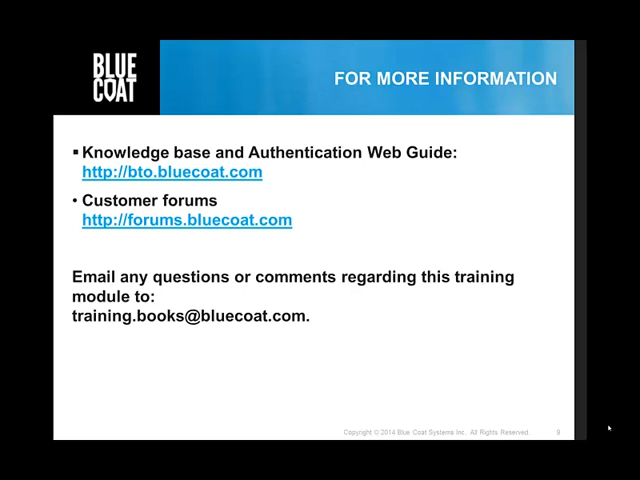 BLUE
COAT
FOR MORE INFORMATION
▪ Knowledge base and Authentication Web Guide:
http://bto.bluecoat.com
• Customer forums
http://forums.bluecoat.com
Email any questions or comments regarding this training
module to:
training.books@bluecoat.com.
Copyright © 2014 Blue Coat Systems Inc. All Rights Reserved. 9